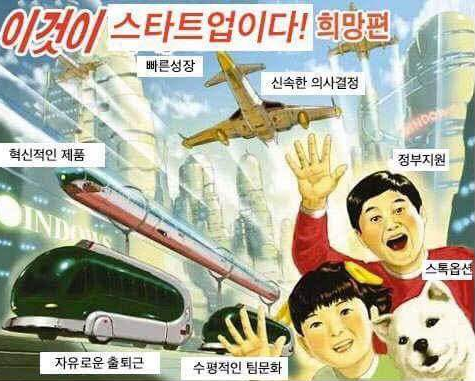 이것이 스타트업이다! 희망편
빠른성장
신속한 의사결정
혁신적인 제품
정부지원
INDOWS
스톡옵션
자유로운 출퇴근
수평적인 팀문화